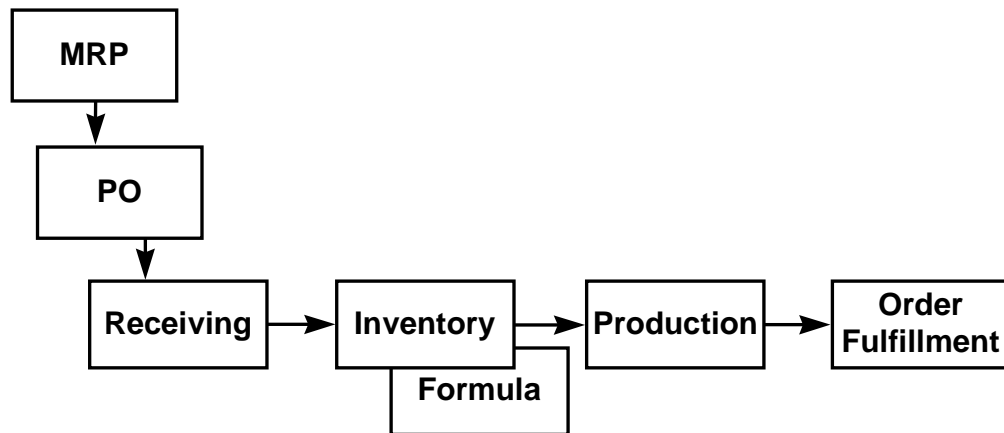 MRP
PO
Receiving
Inventory
Production
Order
Fulfillment
Formula